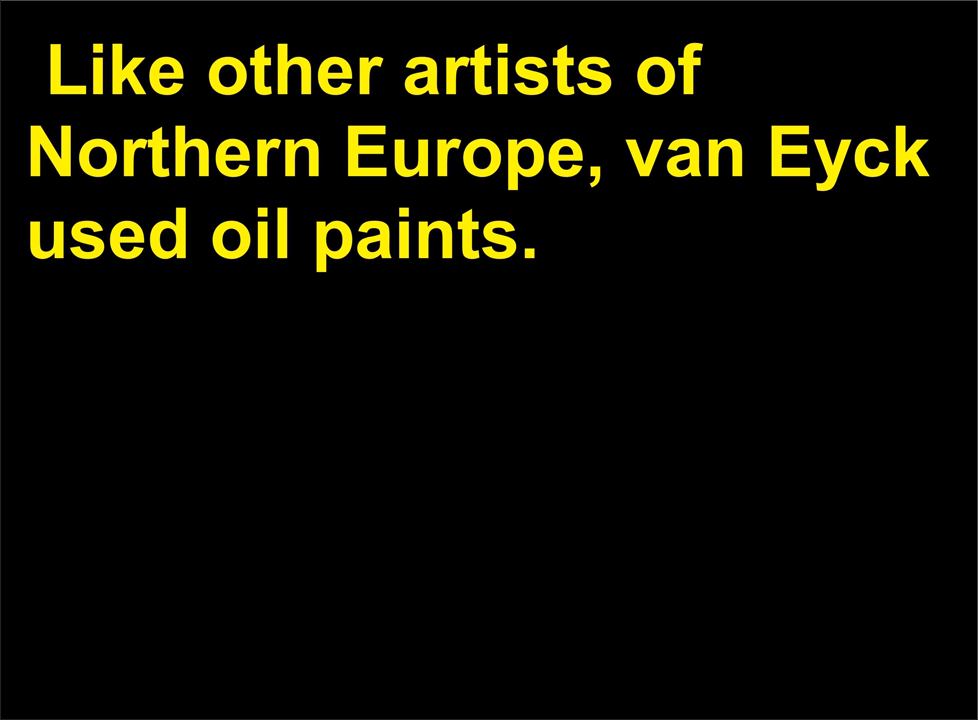 Like other artists of
Northern Europe, van Eyck
used oil paints.